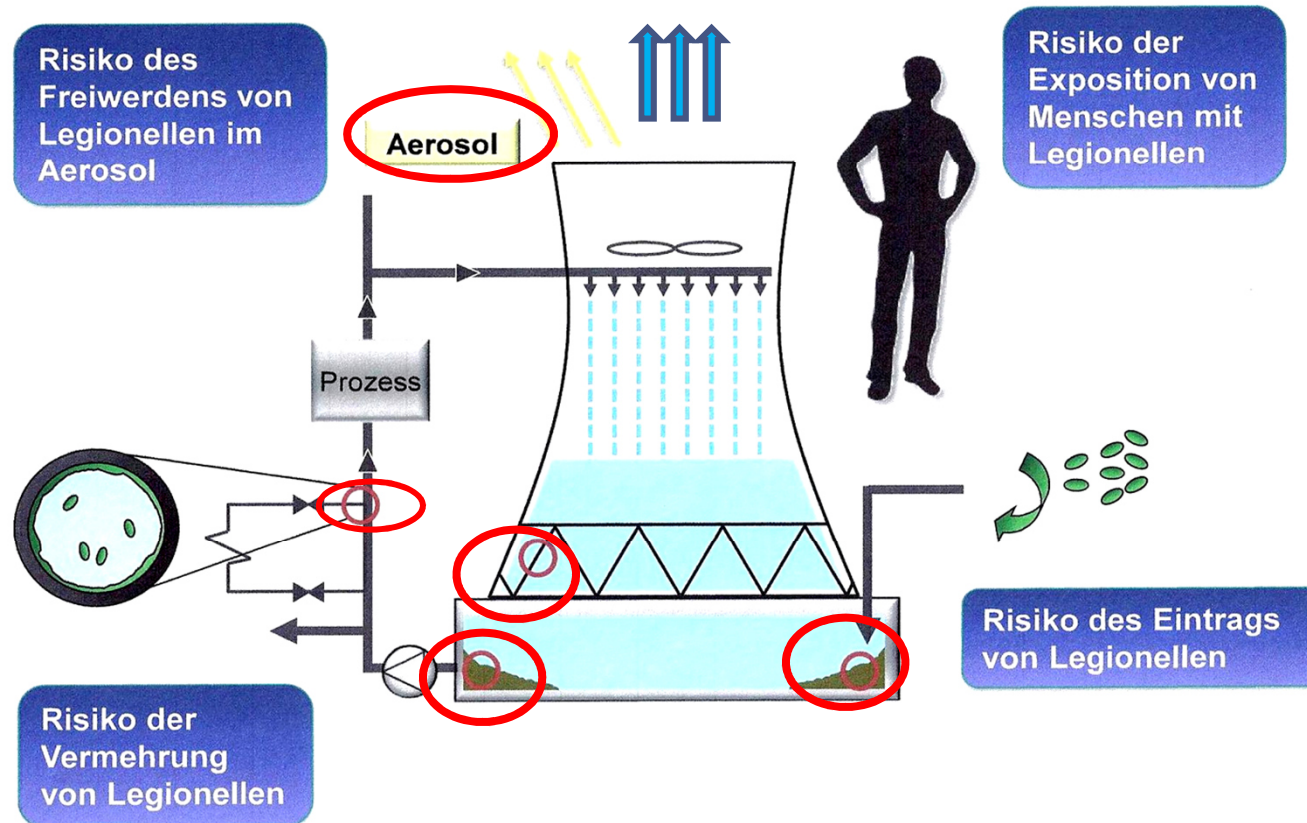 Risiko des
Freiwerdens von
Legionellen im
Aerosol
Aerosol
Risiko der
Exposition von
Menschen mit
Legionellen
Prozess
Risiko des Eintrags
von Legionellen
Risiko der
Vermehrung
von Legionellen